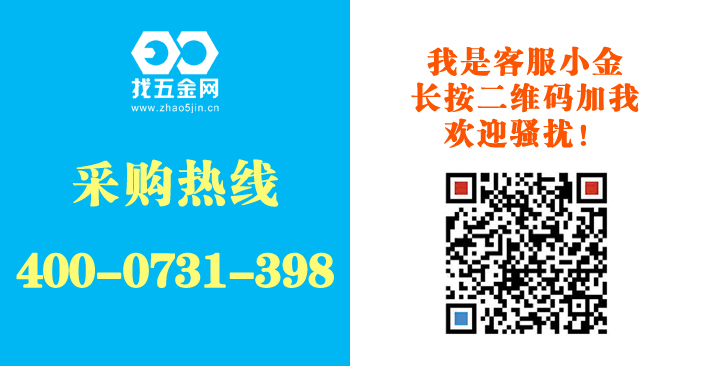 找五金网
www.zhao5jin.cn
采购热线
400-0731-398
我是客服小金
长按二维码加我
欢迎骚扰！